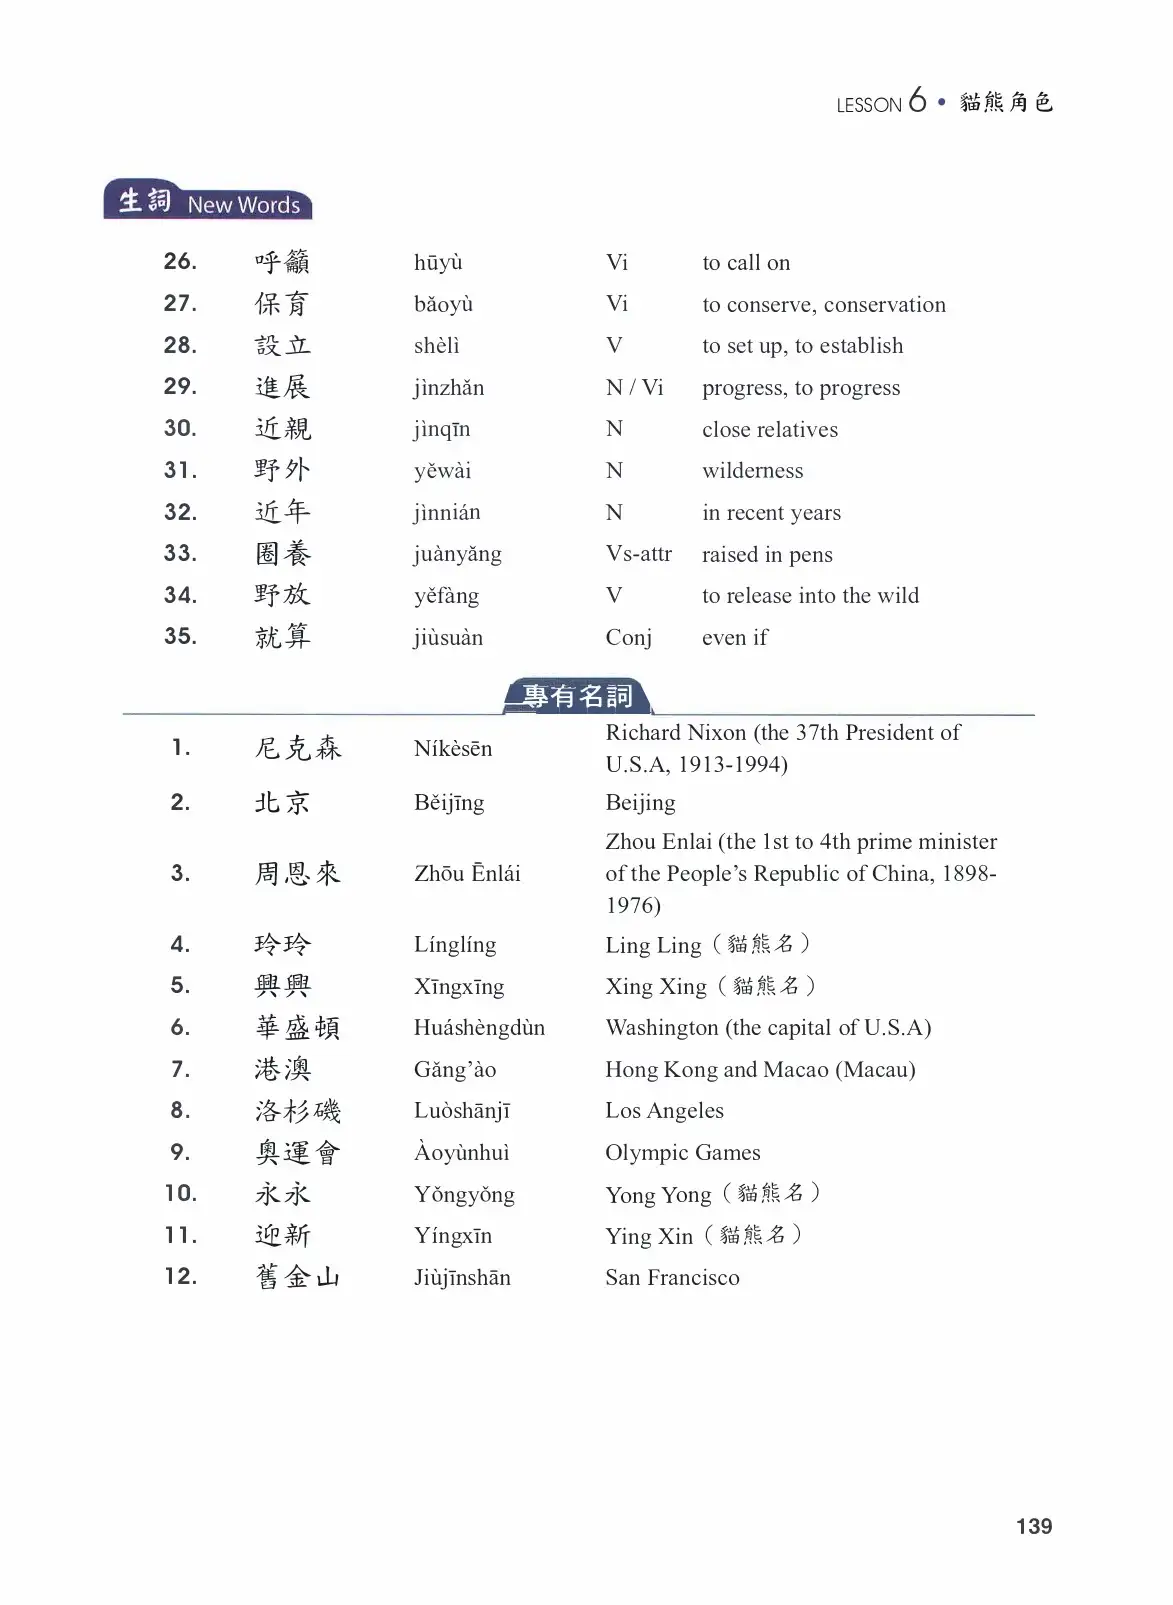 LESSON 6 • 貓熊角色
生詞 New Words
26. 呼籲 hūyù Vi to call on
27. 保育 bǎoyù Vi to conserve, conservation
28. 設立 shèlì V to set up, to establish
29. 進展 jìnzhǎn N / Vi progress, to progress
30. 近親 jìnqīn N close relatives
31. 野外 yěwài N wilderness
32. 近年 jìnnián N in recent years
33. 圈養 juànyǎng Vs-attr raised in pens
34. 野放 yěfàng V to release into the wild
35. 就算 jiùsuàn Conj even if
專有名詞
1. 尼克森 Níkèsēn Richard Nixon (the 37th President of
U.S.A, 1913-1994)
2. 北京 Běijīng Beijing
3. 周恩來 Zhōu Ēnlái Zhou Enlai (the 1st to 4th prime minister
of the People’s Republic of China, 1898-
1976)
4. 玲玲 Línglíng Ling Ling（貓熊名）
5. 興興 Xīngxīng Xing Xing（貓熊名）
6. 華盛頓 Huáshèngdùn Washington (the capital of U.S.A)
7. 港澳 Gǎng’ào Hong Kong and Macao (Macau)
8. 洛杉磯 Luòshānjī Los Angeles
9. 奧運會 Àoyùnhuì Olympic Games
10. 永永 Yǒngyǒng Yong Yong（貓熊名）
11. 迎新 Yíngxīn Ying Xin（貓熊名）
12. 舊金山 Jiùjīnshān San Francisco
139